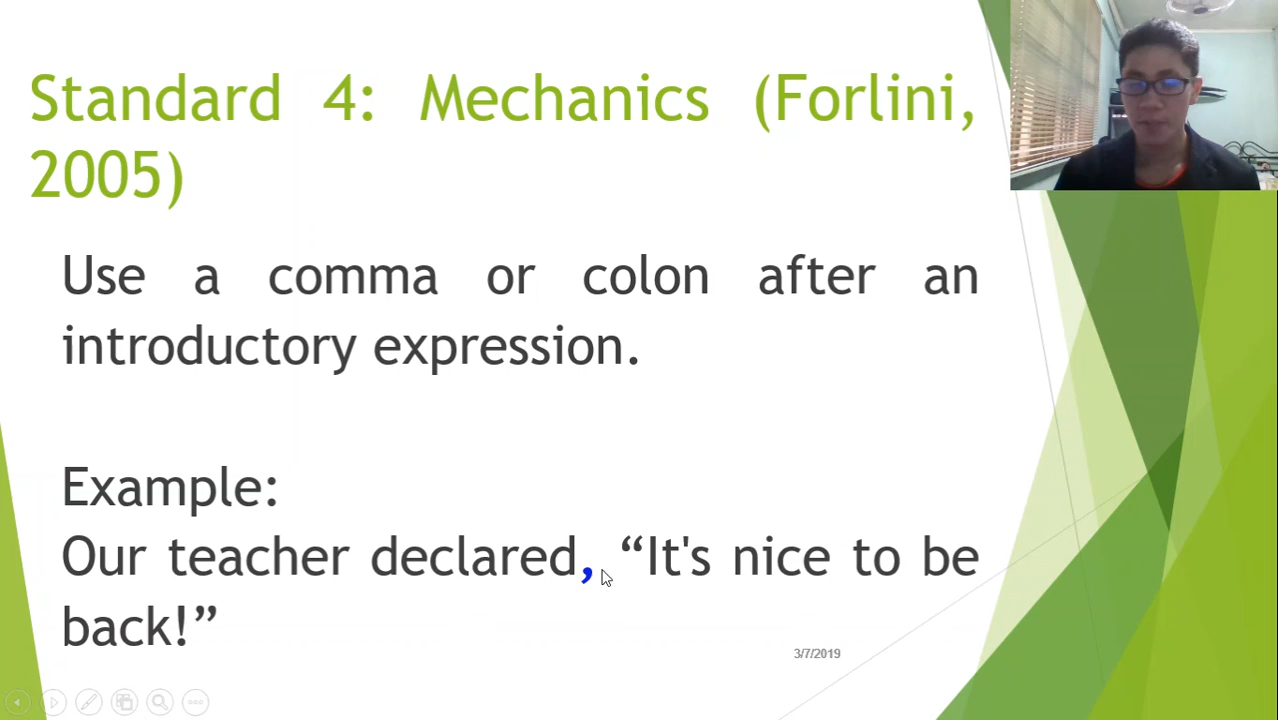 Standard 4: Mechanics (Forlini,
2005)
Use a comma or colon after an
introductory expression.
Example:
Our teacher declared, “It's nice to be
back!”
3/7/2019